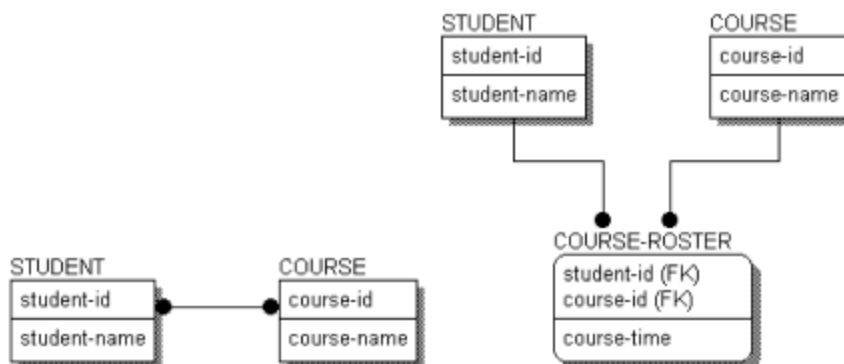 STUDENT
student-id
student-name
COURSE
course-id
course-name
STUDENT
student-id
student-name
COURSE
course-id
course-name
COURSE-ROSTER
student-id (FK)
course-id (FK)
course-time